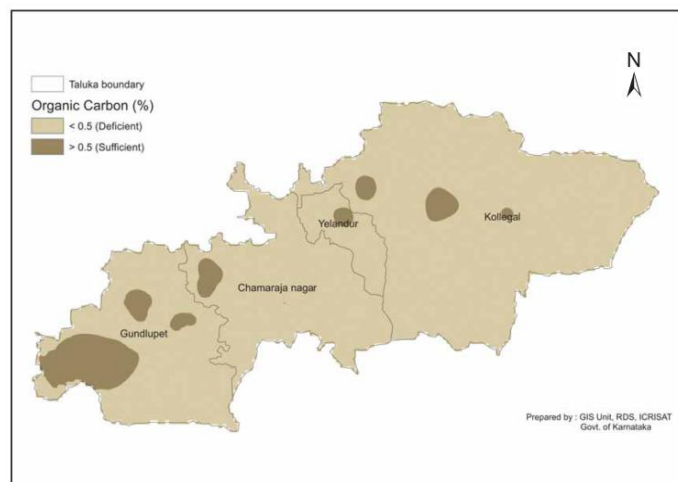 N
Taluka boundary
Organic Carbon (%)
< 0.5 (Deficient)
> 0.5 (Sufficient)
Yelandur
Kollegal
Chamaraja nagar
Gundlupet
Prepared by : GIS Unit, RDS, ICRISAT
Govt. of Karnataka